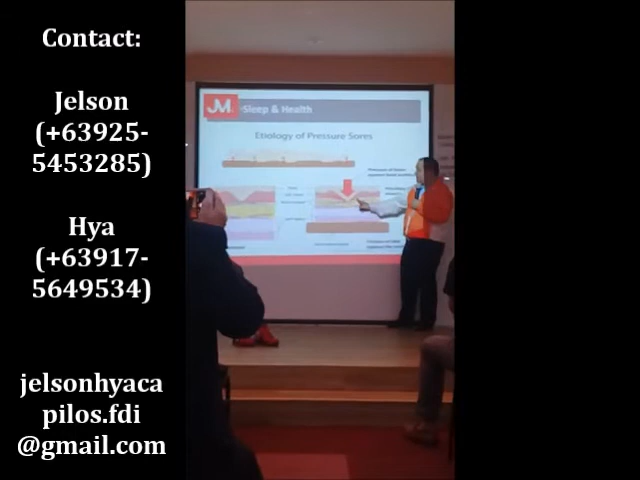 Contact:
Jelson
(+63925-
5453285)
Hya
(+63917-
5649534)
jelsonhyaca
pilos.fdi
@gmail.com
JM
Sleep & Health
Etiology of Pressure Sores